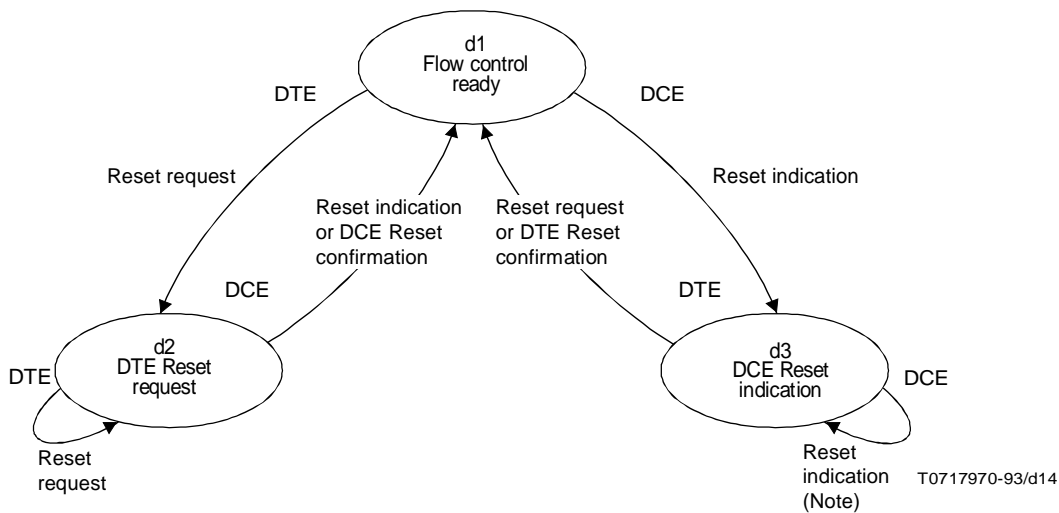 d1
Flow control
ready
DTE
DCE
Reset request
Reset indication
Reset indication
or DCE Reset
confirmation
Reset request
or DTE Reset
confirmation
DCE
DTE
d2
DTE Reset
request
d3
DCE Reset
indication
DTE
DCE
Reset
request
Reset
indication
(Note)
T0717970-93/d14